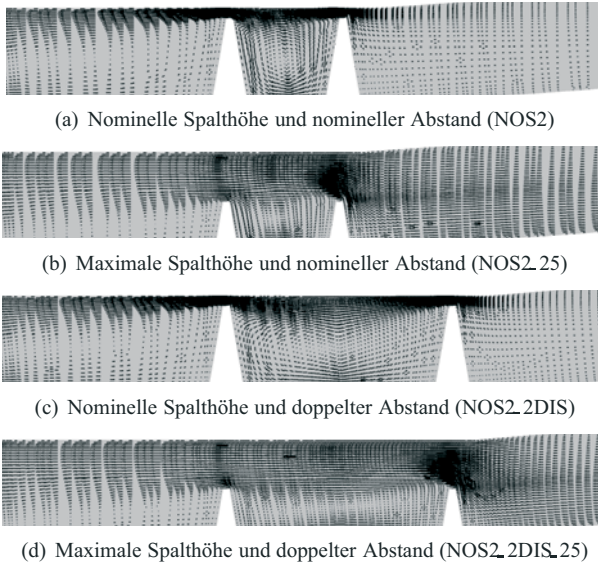 (a) Nominelle Spalthöhe und nomineller Abstand (NOS2)
(b) Maximale Spalthöhe und nomineller Abstand (NOS2_25)
(c) Nominelle Spalthöhe und doppelter Abstand (NOS2_2DIS)
(d) Maximale Spalthöhe und doppelter Abstand (NOS2_2DIS_25)